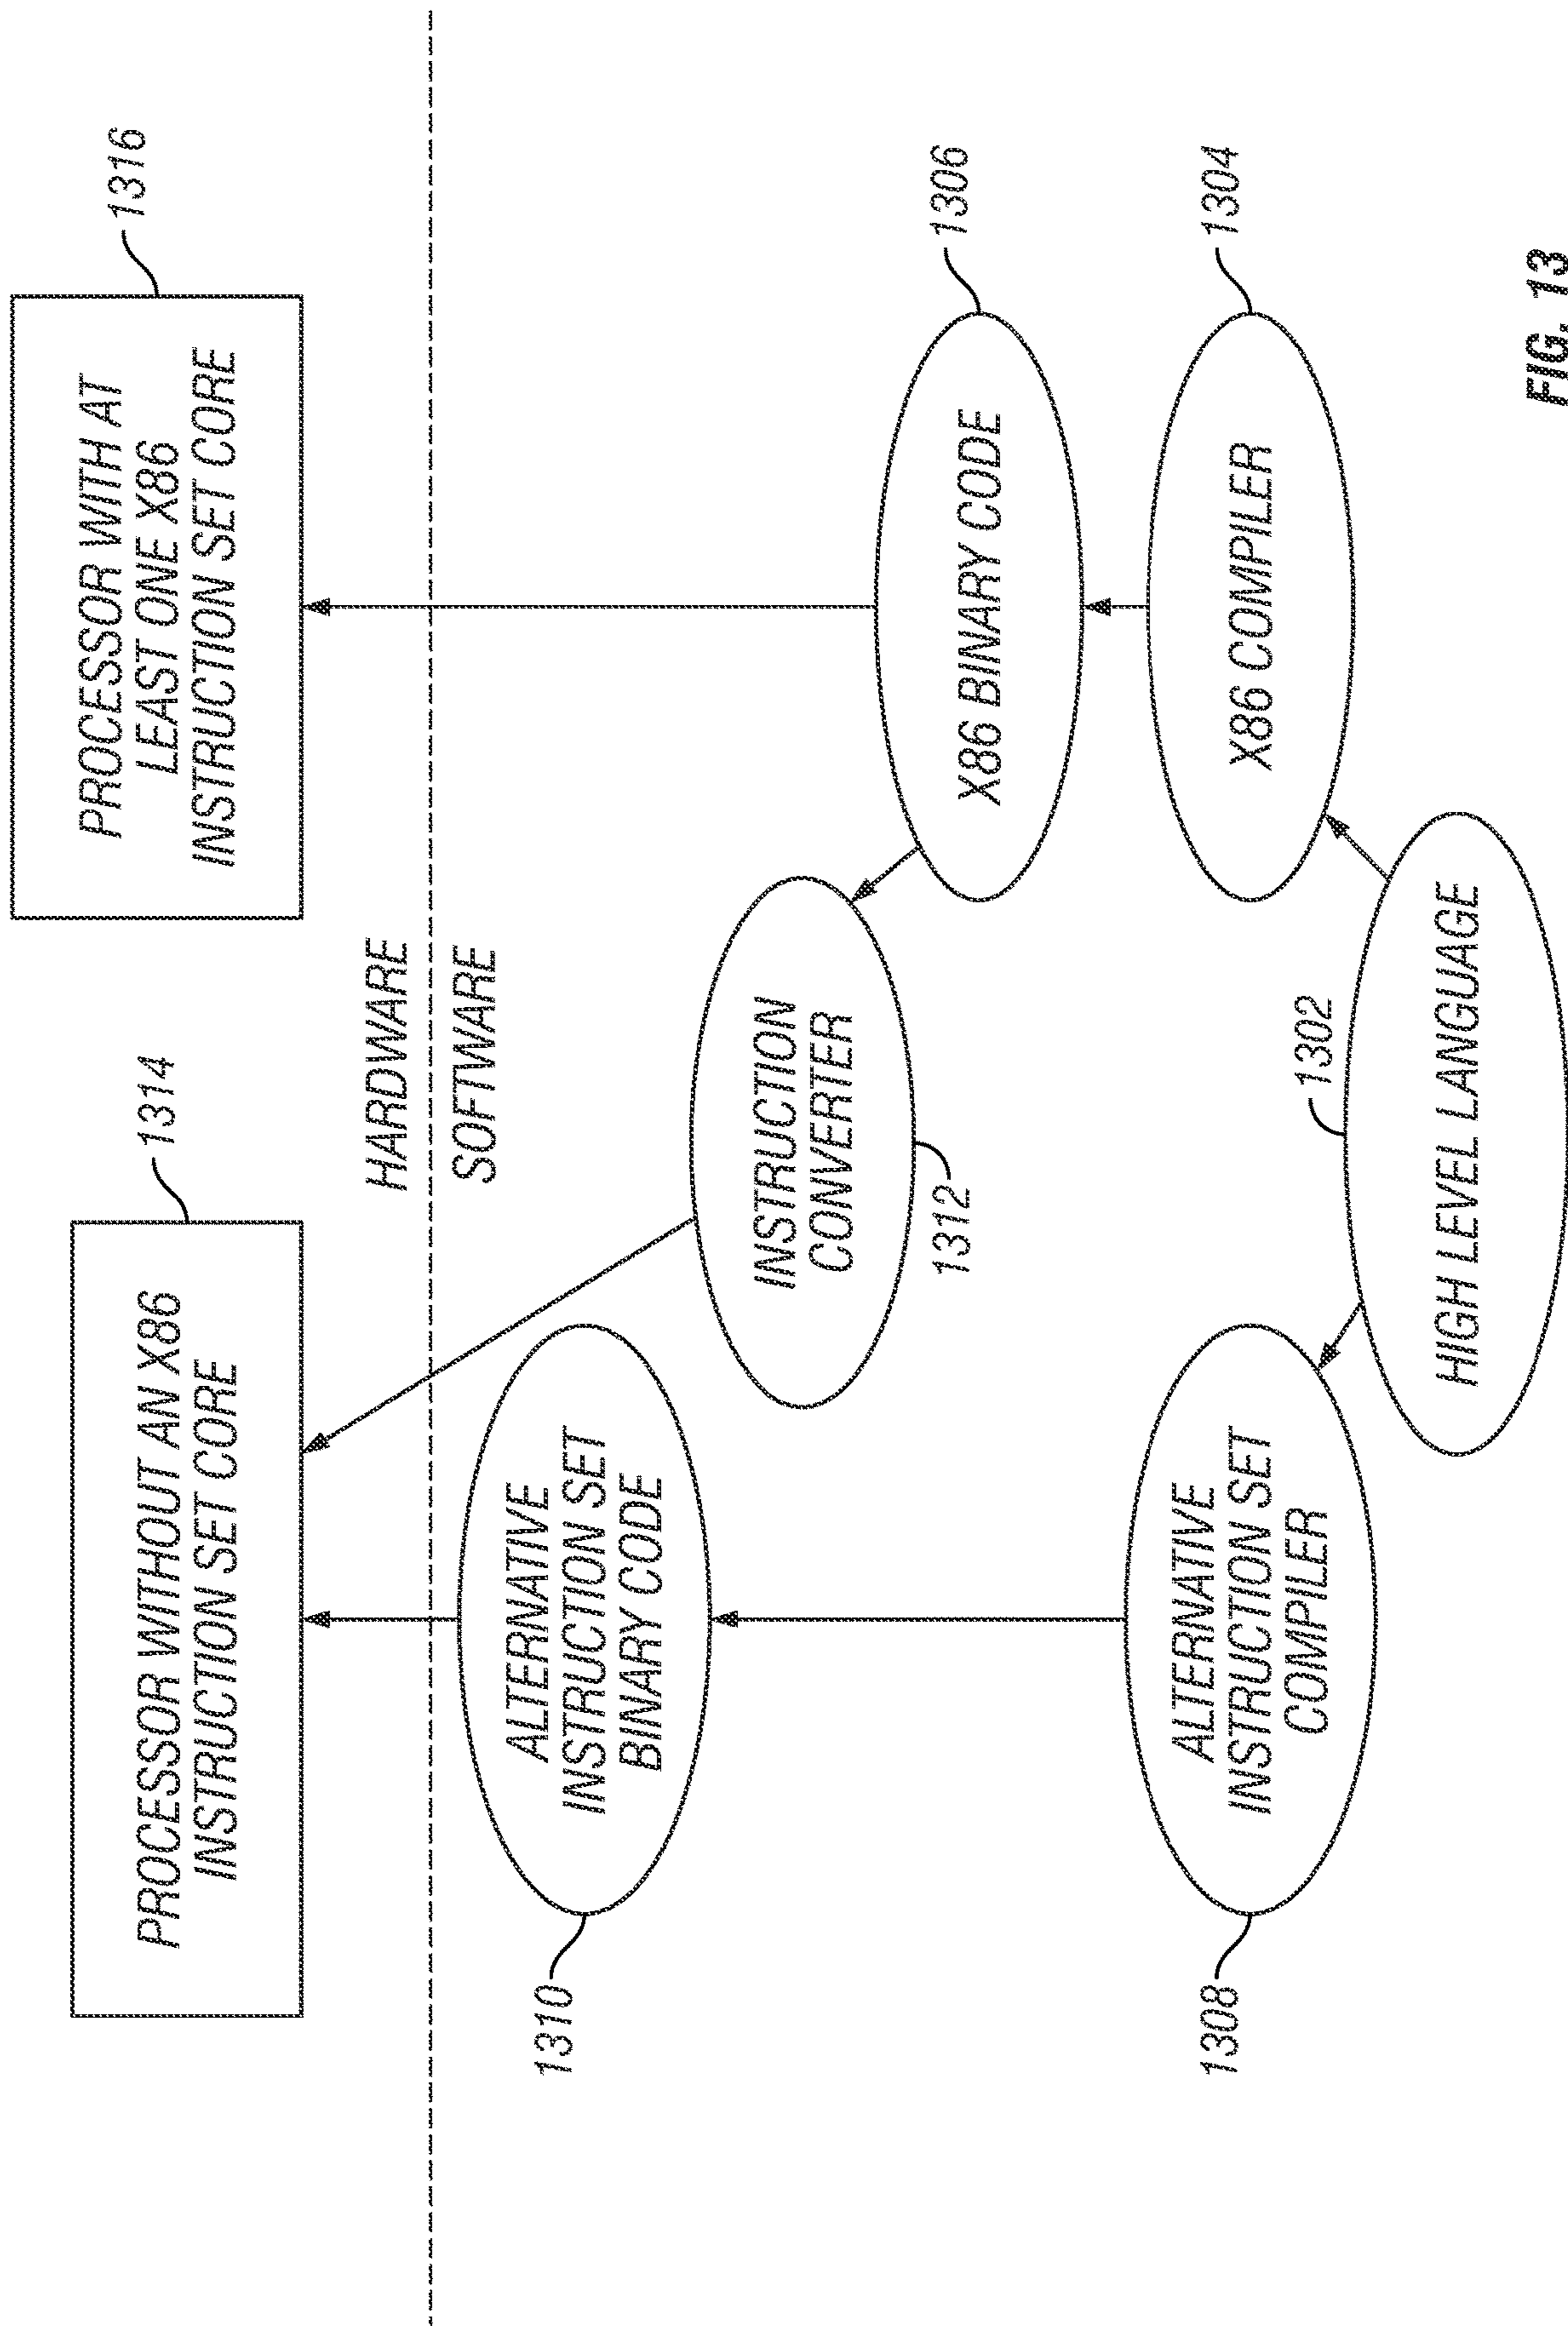 PROCESSOR WITHOUT AN X86
INSTRUCTION SET CORE
1314
PROCESSOR WITH AT
LEAST ONE X86
INSTRUCTION SET CORE
1316
HARDWARE
SOFTWARE
1310
ALTERNATIVE
INSTRUCTION SET
BINARY CODE
INSTRUCTION
CONVERTER
1312
X86 BINARY CODE
1306
1308
ALTERNATIVE
INSTRUCTION SET
COMPILER
X86 COMPILER
1304
1302
HIGH LEVEL LANGUAGE
FIG. 13